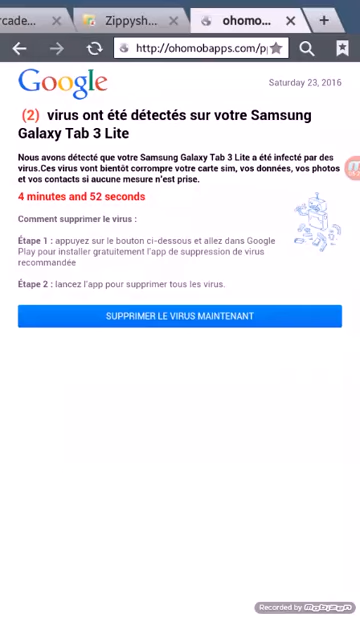 rcade...
Zippysh...
ohomo...
http://ohomobapps.com/p
Google
Saturday 23, 2016
(2) virus ont été détectés sur votre Samsung
Galaxy Tab 3 Lite
Nous avons détecté que votre Samsung Galaxy Tab 3 Lite a été infecté par des
virus.Ces virus vont bientôt corrompre votre carte sim, vos données, vos photos
et vos contacts si aucune mesure n'est prise.
4 minutes and 52 seconds
Comment supprimer le virus :
Étape 1 : appuyez sur le bouton ci-dessous et allez dans Google
Play pour installer gratuitement l'app de suppression de virus
recommandée
Étape 2 : lancez l'app pour supprimer tous les virus.
SUPPRIMER LE VIRUS MAINTENANT
Recorded by Mobizen